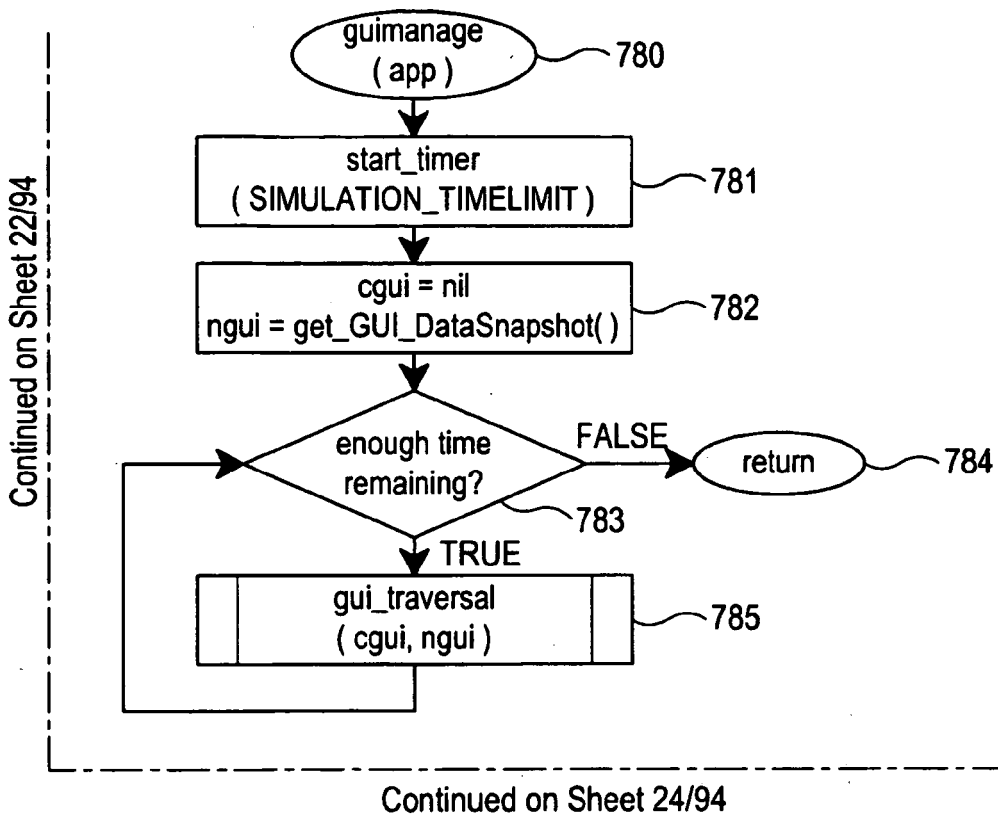 guimanage
( app )
780
start_timer
( SIMULATION_TIMELIMIT )
781
cgui = nil
ngui = get_GUI_DataSnapshot( )
782
enough time
remaining?
783
FALSE
return
784
TRUE
gui_traversal
( cgui, ngui )
785
Continued on Sheet 22/94
Continued on Sheet 24/94